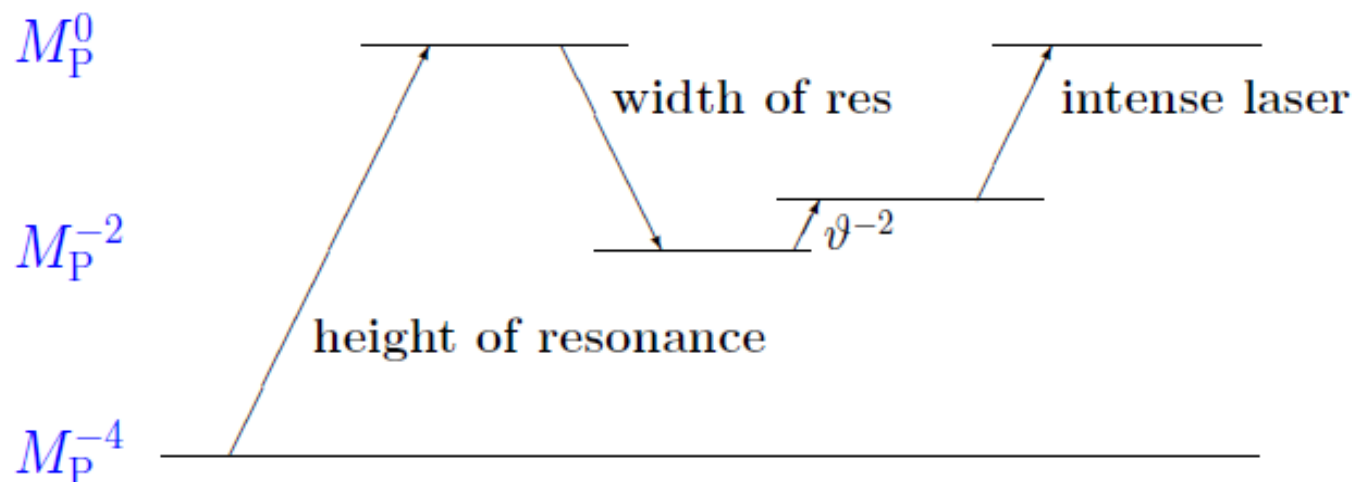 M_P^0
width of res
intense laser
M_P^{-2}
ϑ^{-2}
height of resonance
M_P^{-4}